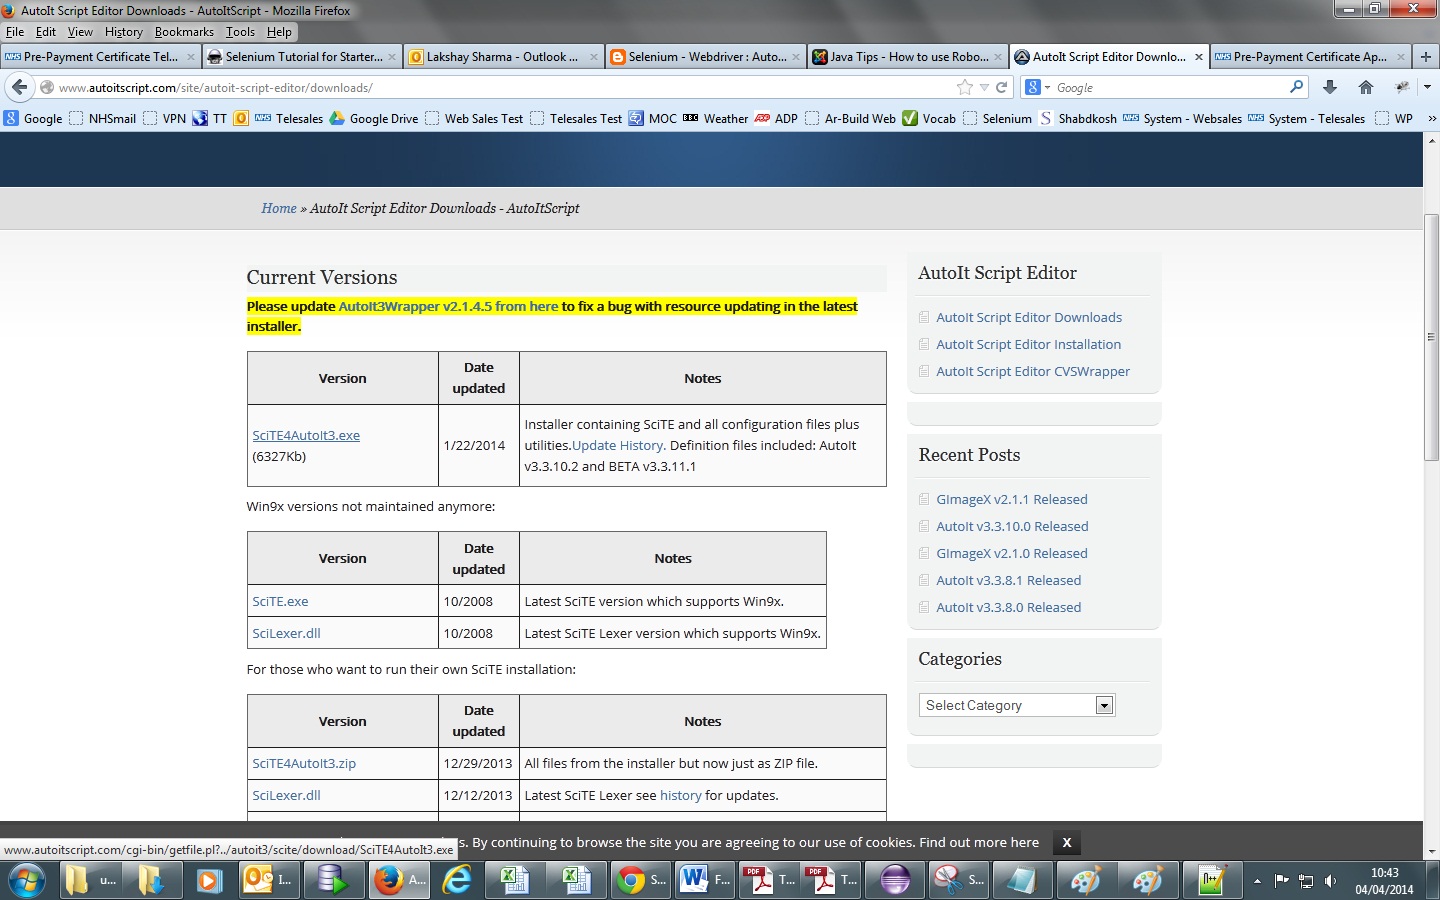 AutoIt Script Editor Downloads - AutoItScript - Mozilla Firefox
File Edit View History Bookmarks Tools Help
Pre-Payment Certificate Tel... Selenium Tutorial for Starter... Lakshay Sharma - Outlook ... Selenium - Webdriver : Auto... Java Tips - How to use Robo... AutoIt Script Editor Downlo... Pre-Payment Certificate Ap...
www.autoitscript.com/site/autoit-script-editor/downloads/ Google
Google NHSmail VPN TT Telesales Google Drive Web Sales Test Telesales Test MOC Weather ADP Ar-Build Web Vocab Selenium Shabdkosh System - Websales System - Telesales WP
Home » AutoIt Script Editor Downloads - AutoItScript
Current Versions
Please update AutoIt3Wrapper v2.1.4.5 from here to fix a bug with resource updating in the latest
installer.
Version Date updated Notes
SciTE4AutoIt3.exe
(6327Kb)
1/22/2014
Installer containing SciTE and all configuration files plus
utilities.Update History. Definition files included: AutoIt
v3.3.10.2 and BETA v3.3.11.1
Win9x versions not maintained anymore:
Version Date updated Notes
SciTE.exe 10/2008 Latest SciTE version which supports Win9x.
SciLexer.dll 10/2008 Latest SciTE Lexer version which supports Win9x.
For those who want to run their own SciTE installation:
Version Date updated Notes
SciTE4AutoIt3.zip 12/29/2013 All files from the installer but now just as ZIP file.
SciLexer.dll 12/12/2013 Latest SciTE Lexer see history for updates.
AutoIt Script Editor
AutoIt Script Editor Downloads
AutoIt Script Editor Installation
AutoIt Script Editor CVSWrapper
Recent Posts
GImageX v2.1.1 Released
AutoIt v3.3.10.0 Released
GImageX v2.1.0 Released
AutoIt v3.3.8.1 Released
AutoIt v3.3.8.0 Released
Categories
Select Category
s. By continuing to browse the site you are agreeing to our use of cookies. Find out more here X
www.autoitscript.com/cgi-bin/getfile.pl?../autoit3/scite/download/SciTE4AutoIt3.exe
u... I... A... S... F... T... T... S... 10:43
04/04/2014